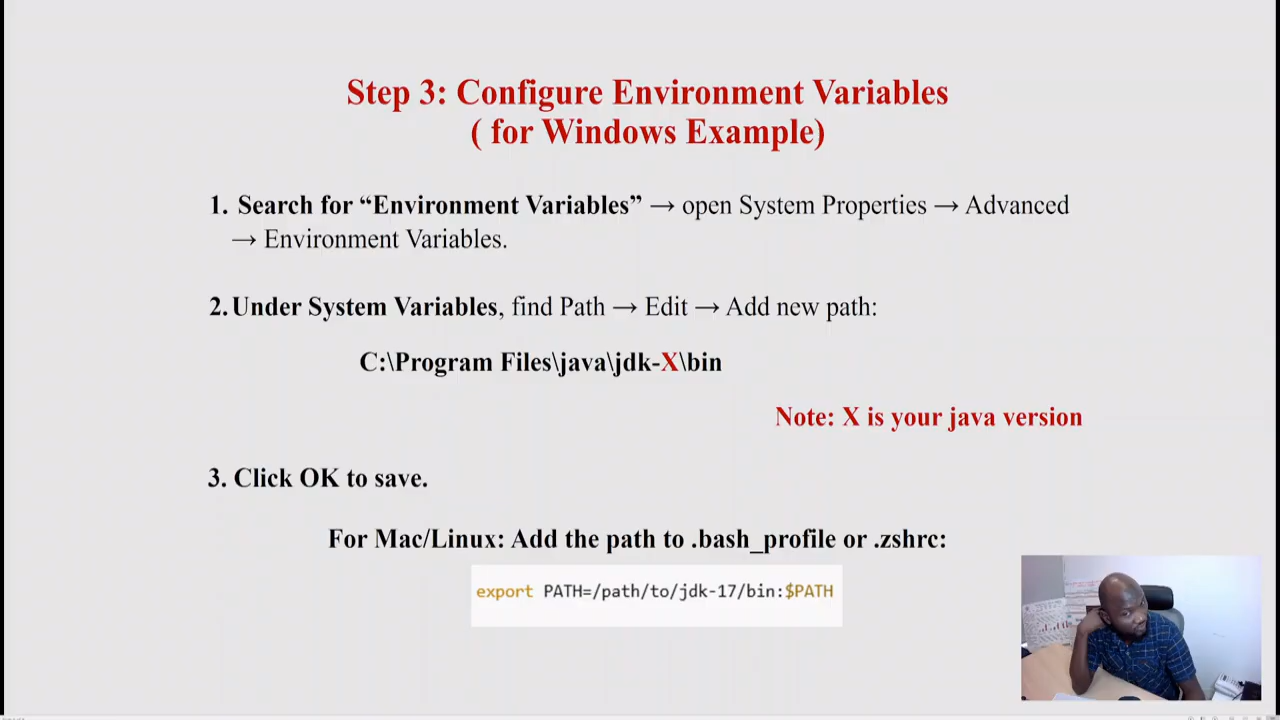 Step 3: Configure Environment Variables
( for Windows Example)
1. Search for “Environment Variables” → open System Properties → Advanced
→ Environment Variables.
2. Under System Variables, find Path → Edit → Add new path:
C:\Program Files\java\jdk-X\bin
Note: X is your java version
3. Click OK to save.
For Mac/Linux: Add the path to .bash_profile or .zshrc:
export PATH=/path/to/jdk-17/bin:$PATH